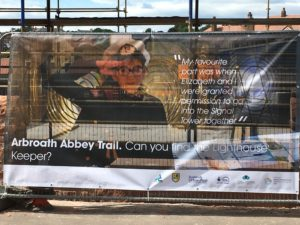 "My favourite
part was when
Elizabeth and I
were granted
permission to go
into the Signal
Tower together"
Arbroath Abbey Trail. Can you find the Lighthouse
Keeper?